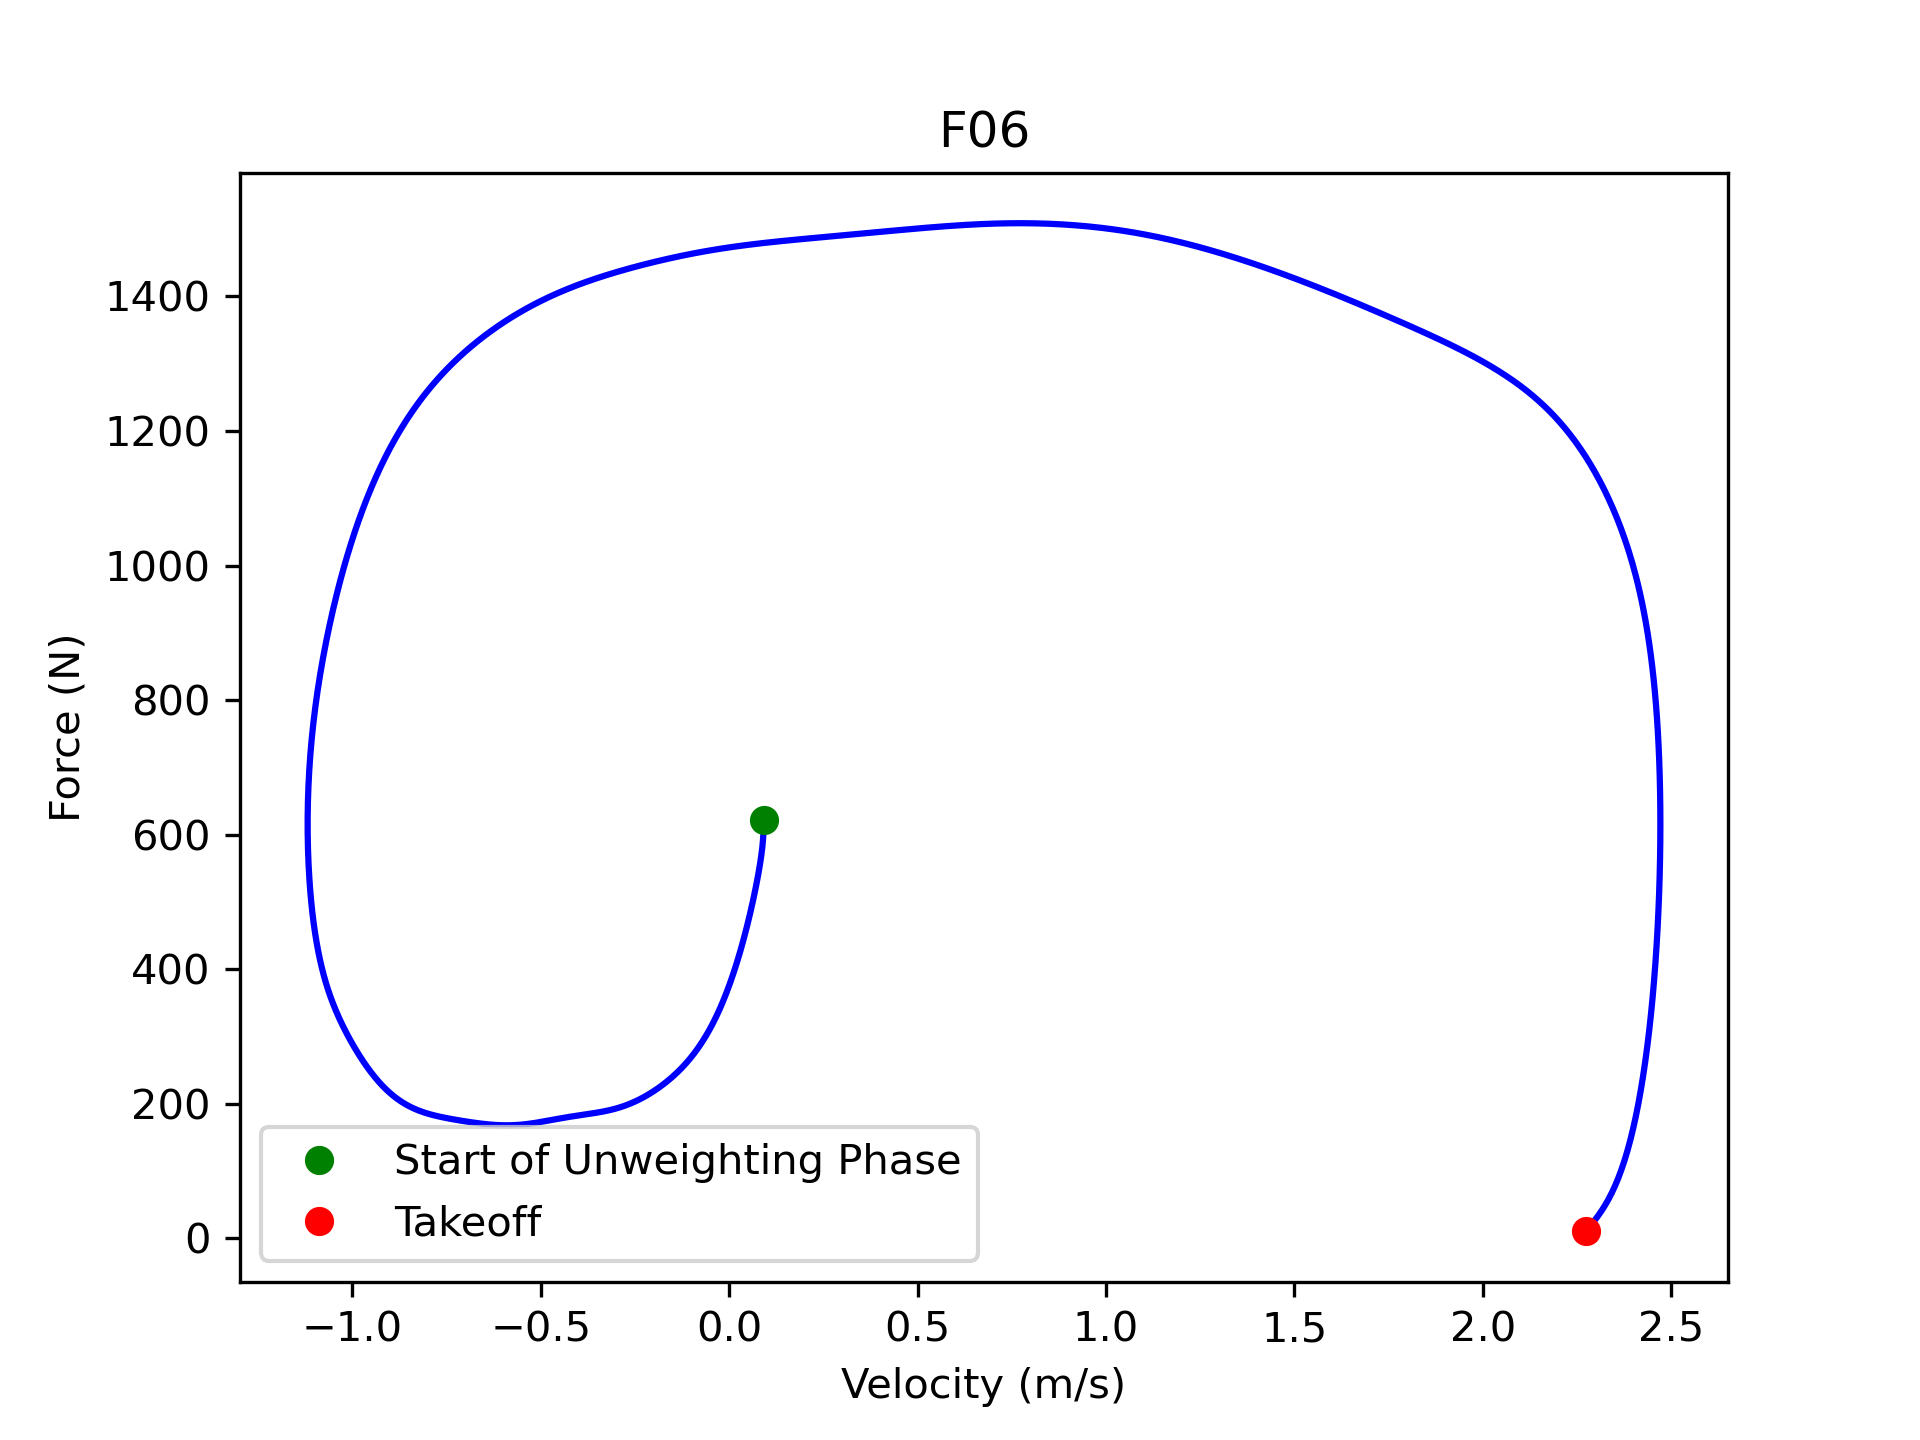 F06
Force (N)
1400
1200
1000
800
600
400
200
0
Start of Unweighting Phase
Takeoff
−1.0 −0.5 0.0 0.5 1.0 1.5 2.0 2.5
Velocity (m/s)